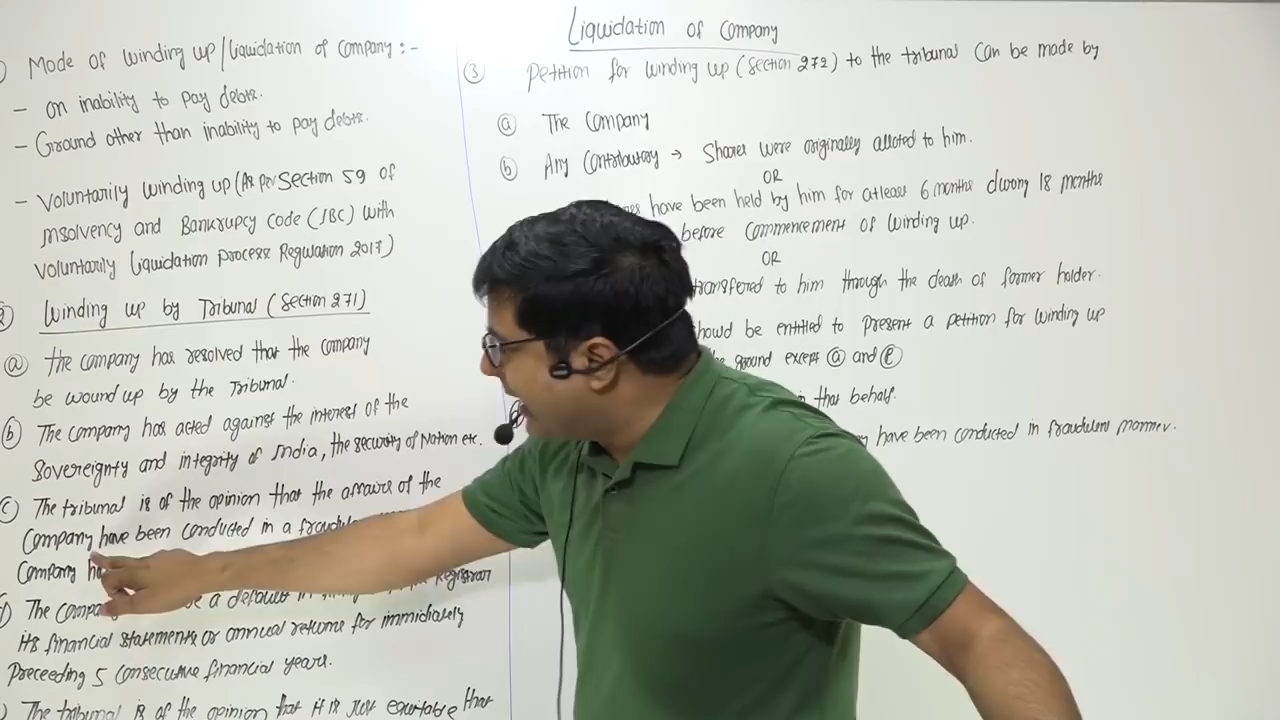 Liquidation of Company
Mode of winding up/liquidation of Company :-
- on inability to pay debts.
- Ground other than inability to pay debts.
- Voluntarily winding up (As per Section 59 of
Insolvency and Bankrupcy Code (IBC) with
Voluntarily liquidation Process Regulation 2017)
Winding up by Tribunal (Section 271)
(a) The company has resolved that the company
be wound up by the Tribunal.
(b) The company has acted against the interest of the
Sovereignty and integrity of India, the security of Nation etc.
(c) The tribunal is of the opinion that the affairs of the
Company have been conducted in a
Company
The a default in Registrar
its financial statements or annual returns for immidiately
Preceeding 5 consecutive financial years.
The tribunal is of the opinion that it is just equitable that
(3) Petition for winding up (Section 272) to the tribunal can be made by
(a) The Company
(b) Any Contributory → Shares were originally alloted to him.
OR
have been held by him for atleast 6 months during 18 months
before commencement of winding up.
OR
transferred to him through the death of former holder.
should be entitled to present a petition for winding up
ground except (a) and (e)
in that behalf.
have been conducted in fraudulent manner.